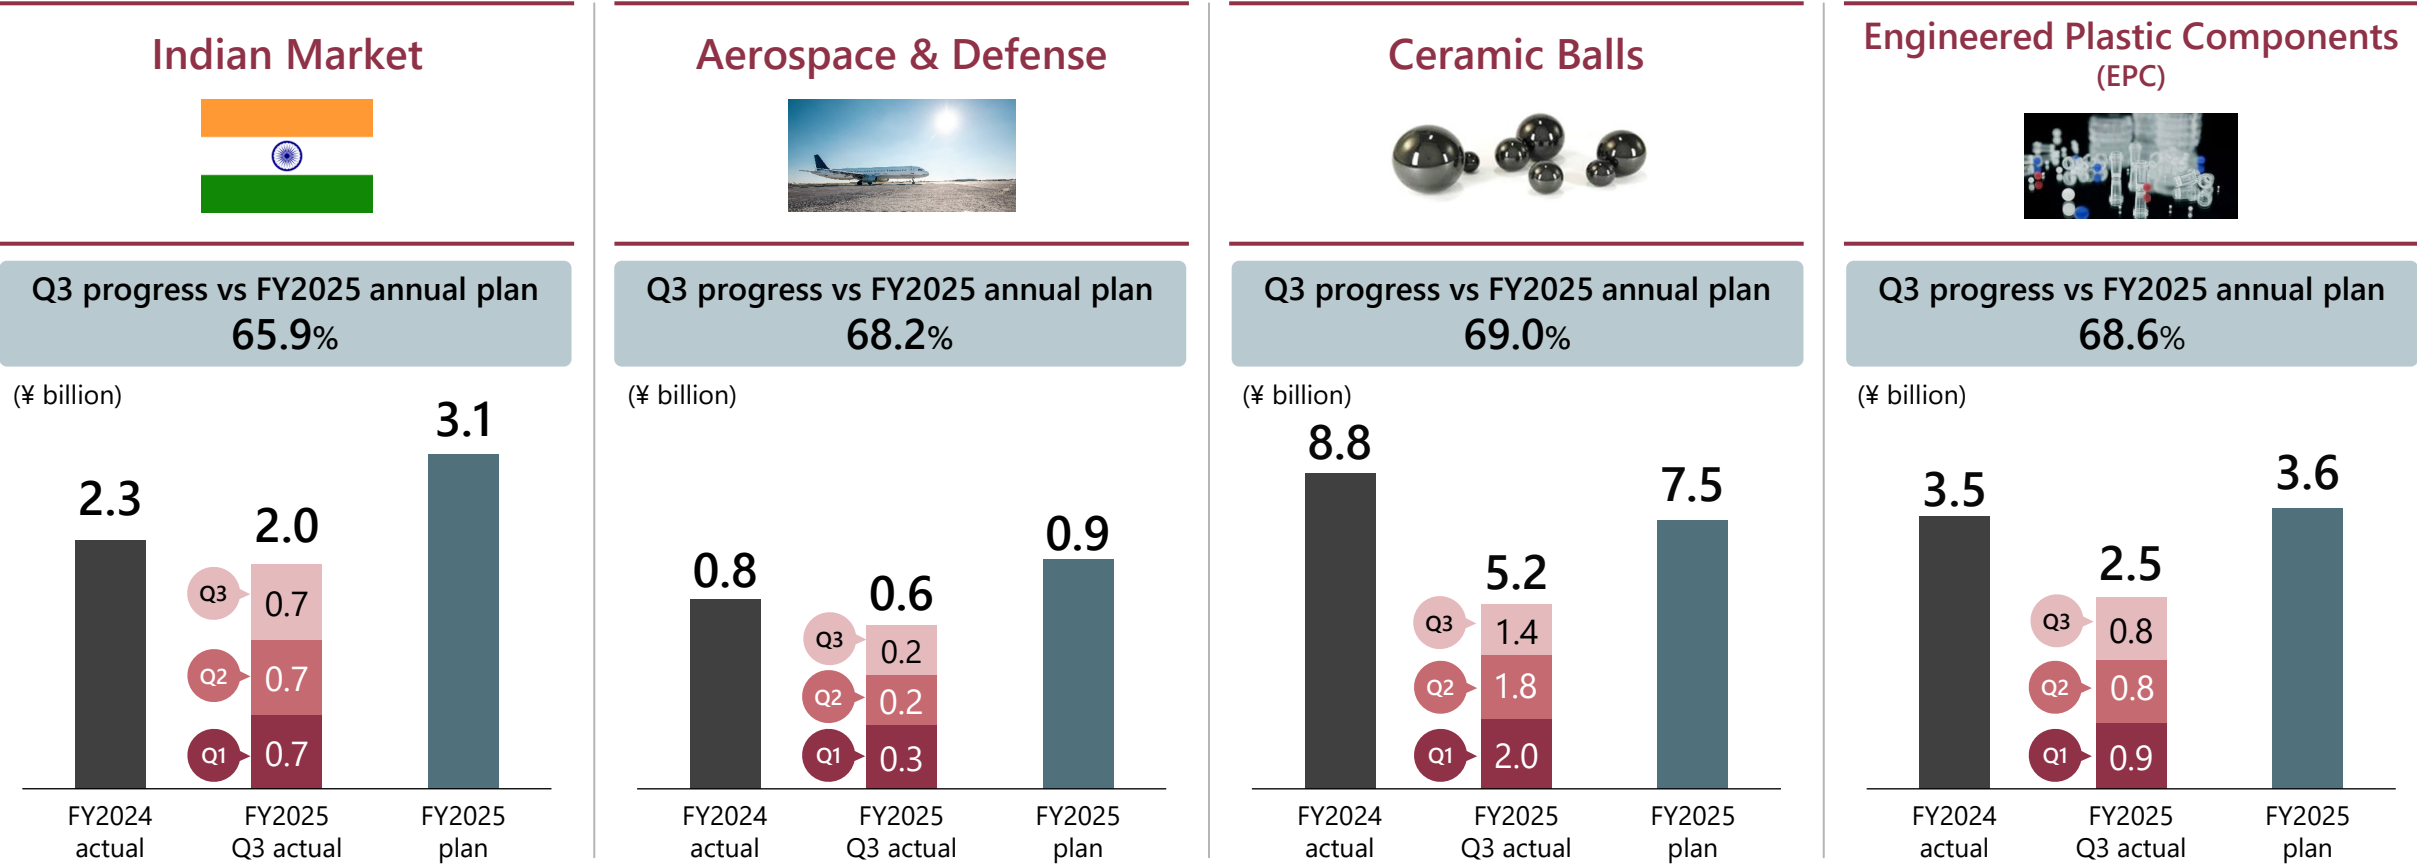 Indian Market
Q3 progress vs FY2025 annual plan
65.9%
(¥ billion)
2.3
2.0
3.1
Q3
0.7
Q2
0.7
Q1
0.7
FY2024
actual
FY2025
Q3 actual
FY2025
plan
Aerospace & Defense
Q3 progress vs FY2025 annual plan
68.2%
(¥ billion)
0.8
0.6
0.9
Q3
0.2
Q2
0.2
Q1
0.3
FY2024
actual
FY2025
Q3 actual
FY2025
plan
Ceramic Balls
Q3 progress vs FY2025 annual plan
69.0%
(¥ billion)
8.8
5.2
7.5
Q3
1.4
Q2
1.8
Q1
2.0
FY2024
actual
FY2025
Q3 actual
FY2025
plan
Engineered Plastic Components
(EPC)
Q3 progress vs FY2025 annual plan
68.6%
(¥ billion)
3.5
2.5
3.6
Q3
0.8
Q2
0.8
Q1
0.9
FY2024
actual
FY2025
Q3 actual
FY2025
plan